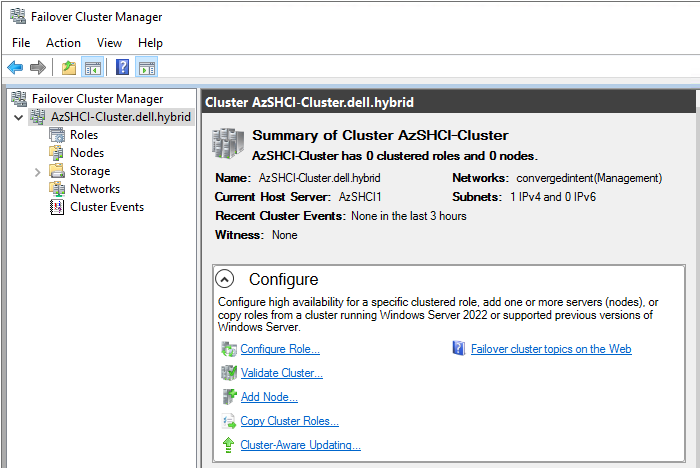 Failover Cluster Manager
File Action View Help
Failover Cluster Manager
AzSHCI-Cluster.dell.hybrid
Roles
Nodes
Storage
Networks
Cluster Events
Cluster AzSHCI-Cluster.dell.hybrid
Summary of Cluster AzSHCI-Cluster
AzSHCI-Cluster has 0 clustered roles and 0 nodes.
Name: AzSHCI-Cluster.dell.hybrid Networks: convergedintent(Management)
Current Host Server: AzSHCI1 Subnets: 1 IPv4 and 0 IPv6
Recent Cluster Events: None in the last 3 hours
Witness: None
Configure
Configure high availability for a specific clustered role, add one or more servers (nodes), or
copy roles from a cluster running Windows Server 2022 or supported previous versions of
Windows Server.
Configure Role... Failover cluster topics on the Web
Validate Cluster...
Add Node...
Copy Cluster Roles...
Cluster-Aware Updating...